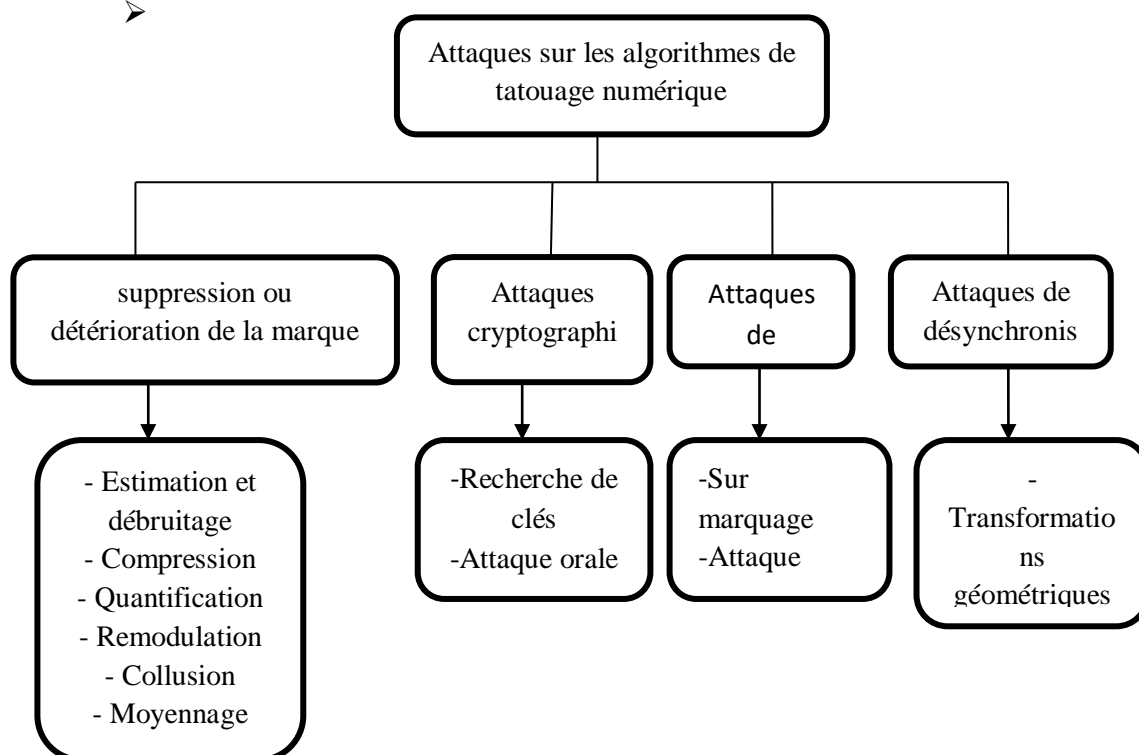 ➢
Attaques sur les algorithmes de
tatouage numérique
suppression ou
détérioration de la marque
Attaques
cryptographi
Attaques
de
Attaques de
désynchronis
- Estimation et
débruitage
- Compression
- Quantification
- Remodulation
- Collusion
- Moyennage
-Recherche de
clés
-Attaque orale
-Sur
marquage
-Attaque
-
Transformatio
ns
géométriques